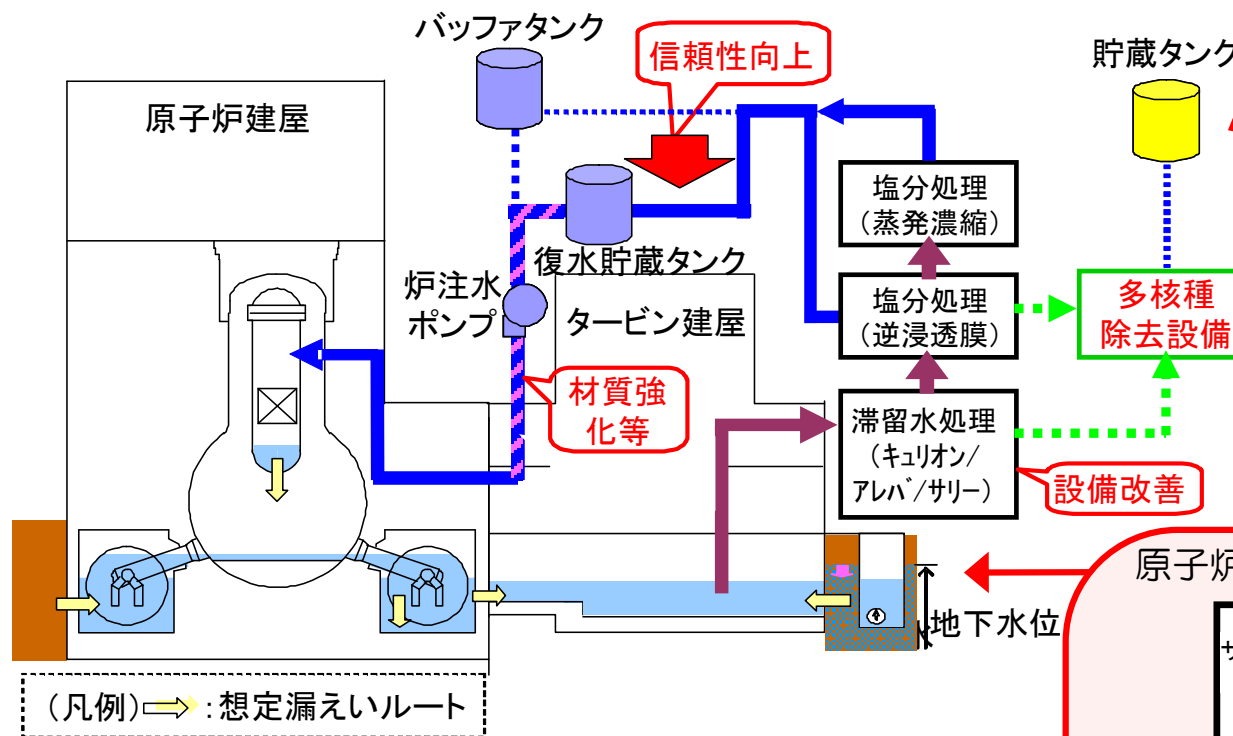 バッファタンク
信頼性向上
貯蔵タンク
原子炉建屋
塩分処理
(蒸発濃縮)
復水貯蔵タンク
炉注水
ポンプ
タービン建屋
塩分処理
(逆浸透膜)
多核種
除去設備
材質強
化等
滞留水処理
(キュリオン/
アレバ/サリー)
設備改善
原子炉
地下水位
サ
(凡例) :想定漏えいルート